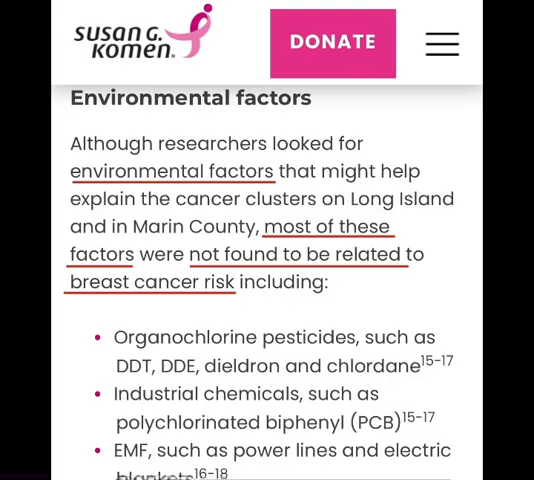 susan G.
komen®
DONATE
Environmental factors
Although researchers looked for
environmental factors that might help
explain the cancer clusters on Long Island
and in Marin County, most of these
factors were not found to be related to
breast cancer risk including:
• Organochlorine pesticides, such as
DDT, DDE, dieldron and chlordane15-17
• Industrial chemicals, such as
polychlorinated biphenyl (PCB)15-17
• EMF, such as power lines and electric
blankets16-18